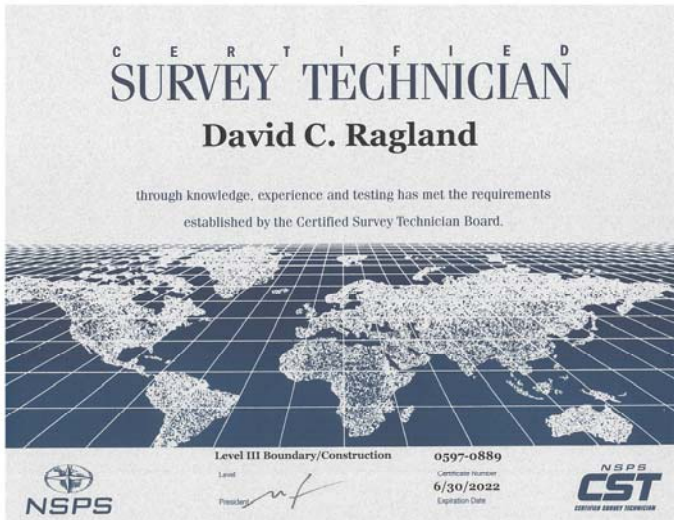 CERTIFIED
SURVEY TECHNICIAN
David C. Ragland
through knowledge, experience and testing has met the requirements
established by the Certified Survey Technician Board.
Level III Boundary/Construction 0597-0889
Level Certificate Number
6/30/2022
President Expiration Date
NSPS
NSPS
CST
CERTIFIED SURVEY TECHNICIAN